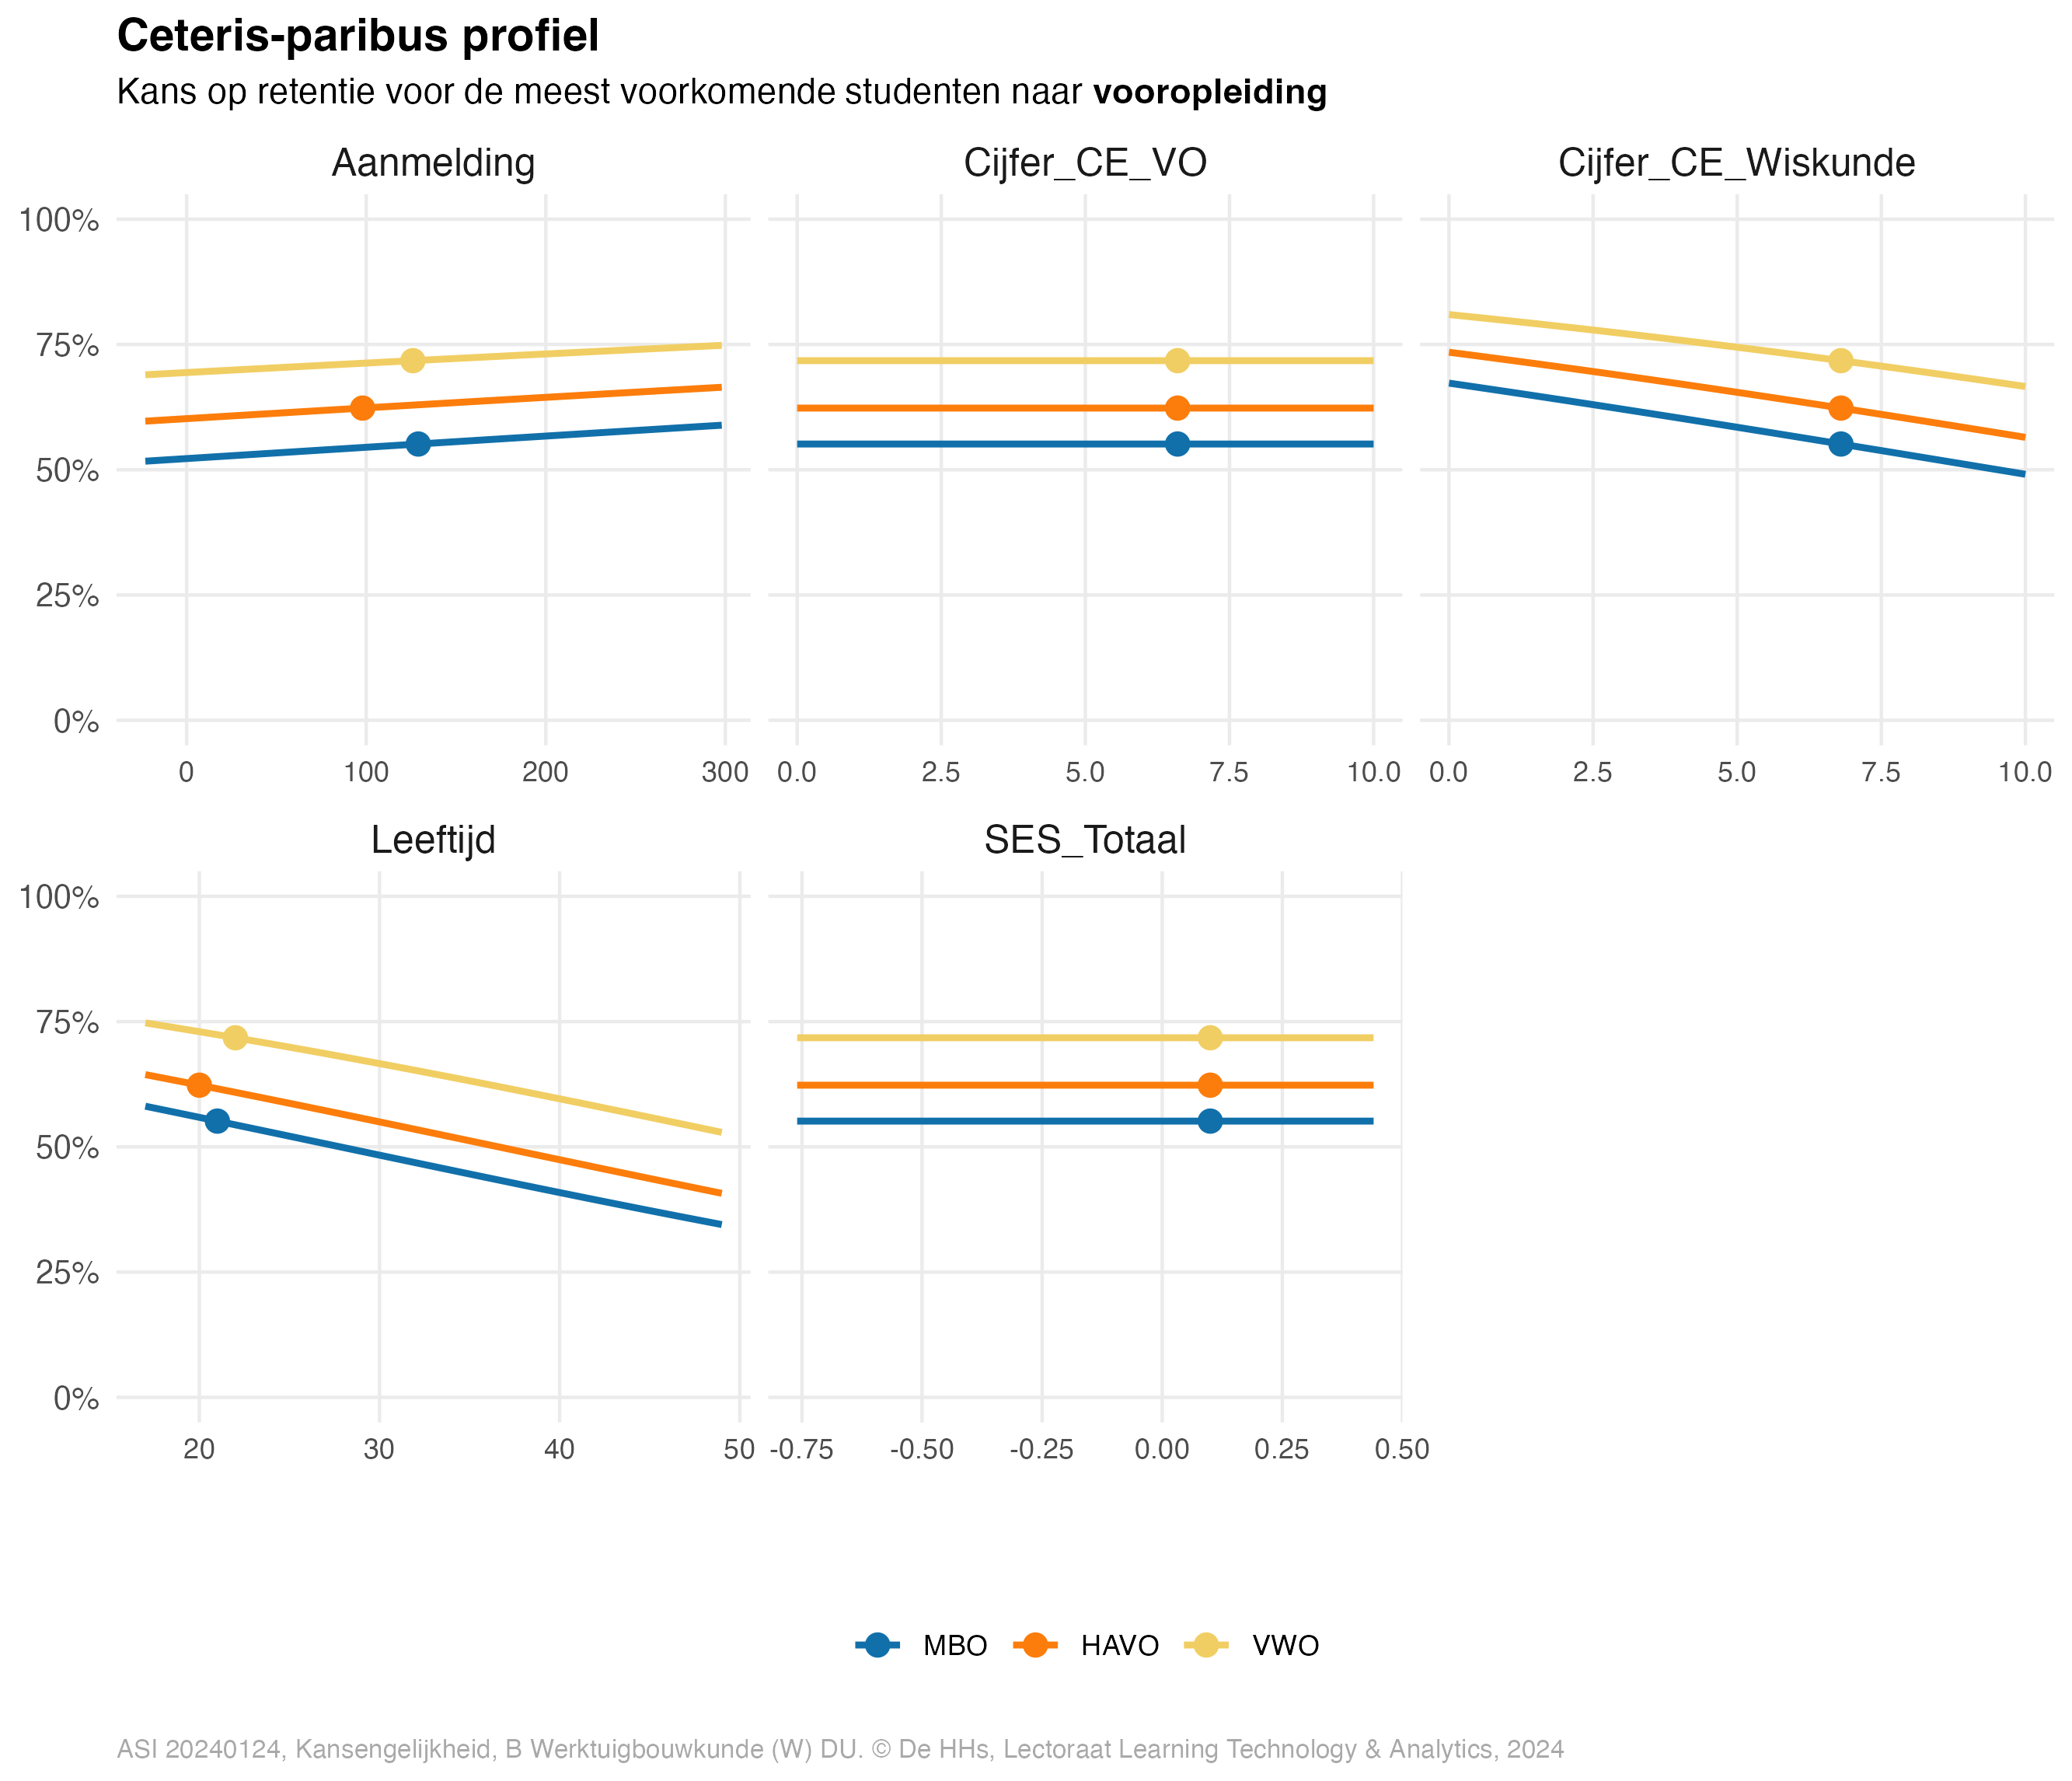 Ceteris-paribus profiel
Kans op retentie voor de meest voorkomende studenten naar vooropleiding
Aanmelding Cijfer_CE_VO Cijfer_CE_Wiskunde
100%
75%
50%
25%
0%
0 100 200 300 0.0 2.5 5.0 7.5 10.0 0.0 2.5 5.0 7.5 10.0
Leeftijd SES_Totaal
100%
75%
50%
25%
0%
20 30 40 50 -0.75 -0.50 -0.25 0.00 0.25 0.50
MBO HAVO VWO
ASI 20240124, Kansengelijkheid, B Werktuigbouwkunde (W) DU. © De HHs, Lectoraat Learning Technology & Analytics, 2024